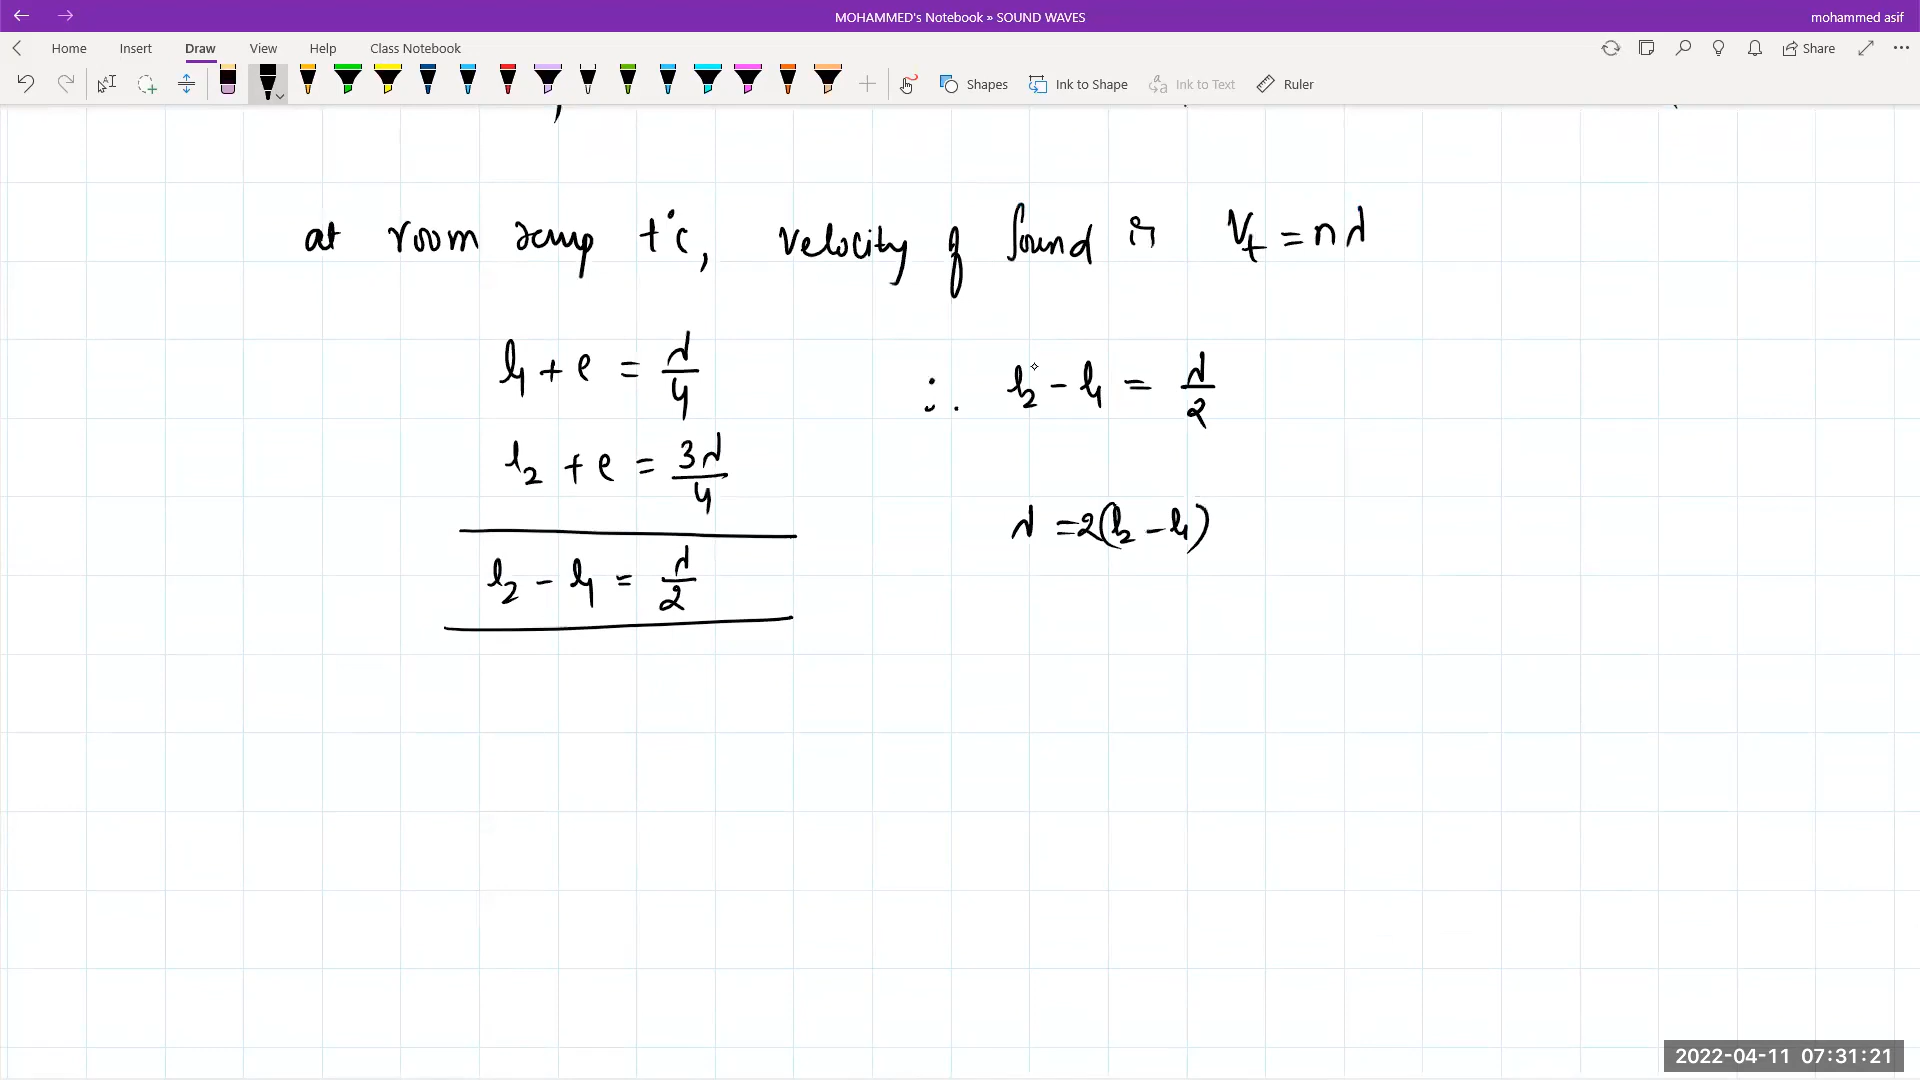 MOHAMMED's Notebook » SOUND WAVES
mohammed asif
Home Insert Draw View Help Class Notebook
Share
Shapes Ink to Shape Ink to Text Ruler
at room temp t°c, velocity of sound is Vt = nλ
l1 + e = λ/4
∴ l2 - l1 = λ/2
l2 + e = 3λ/4
λ = 2(l2 - l1)
l2 - l1 = λ/2
2022-04-11 07:31:21